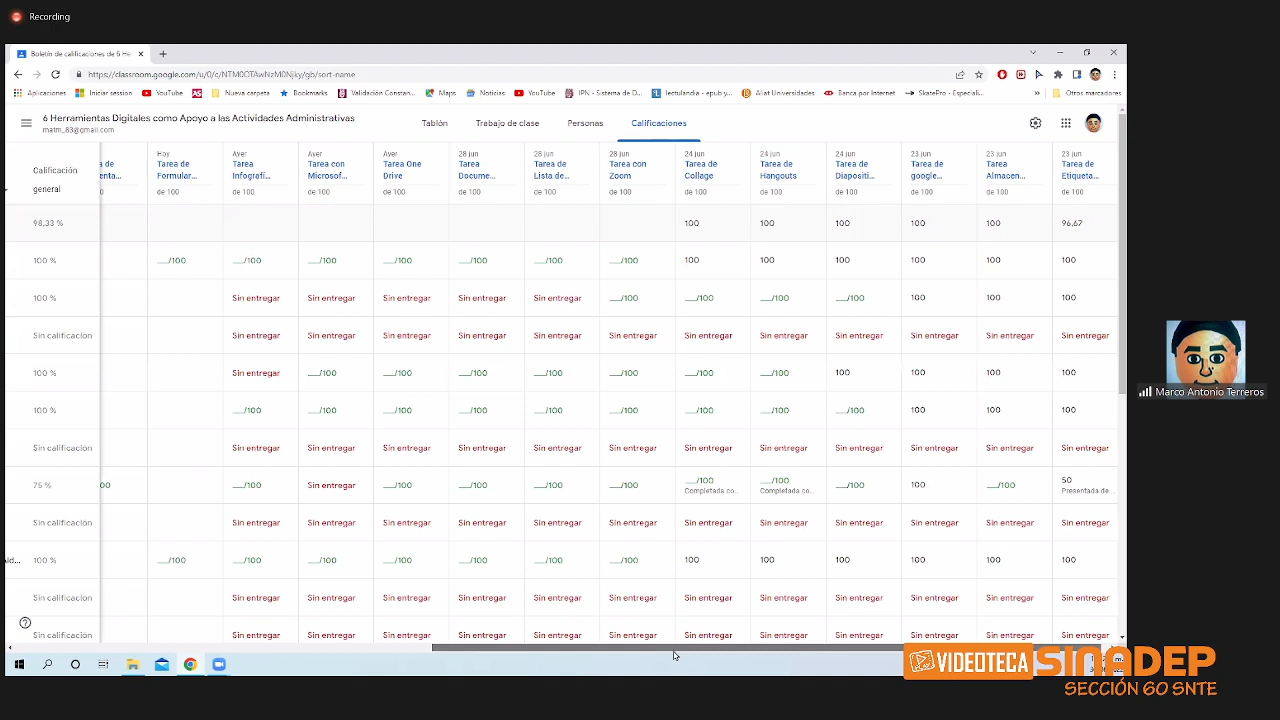 Recording
Boletín de calificaciones de 6 He
https://classroom.google.com/u/0/c/NTM0OTAwNzM0Njky/gb/sort-name
Aplicaciones Iniciar sesión YouTube Nueva carpeta Bookmarks Validación Constan... Maps Noticias YouTube IPN - Sistema de D... lectulandia - epub y... Aliat Universidades Banca por Internet SkatePro - Especiali... » Otros marcadores
6 Herramientas Digitales como Apoyo a las Actividades Administrativas
matm_83@gmail.com
Tablón Trabajo de clase Personas Calificaciones
Hoy Ayer Ayer Ayer 28 jun 28 jun 28 jun 24 jun 24 jun 24 jun 23 jun 23 jun 23 jun
Calificación a de Tarea de Tarea Tarea con Tarea One Tarea Tarea de Tarea con Tarea de Tarea de Tarea de Tarea de Tarea Tarea de
general enta... Formular... Infografí... Microsof... Drive Docume... Lista de... Zoom Collage Hangouts Diapositi... google... Almacen... Etiqueta...
0 de 100 de 100 de 100 de 100 de 100 de 100 de 100 de 100 de 100 de 100 de 100 de 100 de 100
98,33 % 100 100 100 100 100 96.67
100 % __/100 __/100 __/100 __/100 __/100 __/100 __/100 100 100 100 100 100 100
100 % Sin entregar Sin entregar Sin entregar Sin entregar Sin entregar __/100 __/100 __/100 __/100 100 100 100
Sin calificación Sin entregar Sin entregar Sin entregar Sin entregar Sin entregar Sin entregar Sin entregar Sin entregar Sin entregar Sin entregar Sin entregar Sin entregar
100 % Sin entregar __/100 __/100 __/100 __/100 __/100 __/100 __/100 100 100 100 100
100 % __/100 __/100 __/100 __/100 __/100 __/100 __/100 __/100 __/100 100 100 100
Sin calificación Sin entregar Sin entregar Sin entregar Sin entregar Sin entregar Sin entregar Sin entregar Sin entregar Sin entregar Sin entregar Sin entregar Sin entregar
75 % 00 __/100 Sin entregar __/100 __/100 __/100 __/100 __/100 __/100 __/100 100 __/100 50
Completada co... Completada co... Presentada de...
Sin calificación Sin entregar Sin entregar Sin entregar Sin entregar Sin entregar Sin entregar Sin entregar Sin entregar Sin entregar Sin entregar Sin entregar Sin entregar
Ald... 100 % __/100 __/100 __/100 __/100 __/100 __/100 __/100 100 100 100 100 100 100
Sin calificación Sin entregar Sin entregar Sin entregar Sin entregar Sin entregar Sin entregar Sin entregar Sin entregar Sin entregar Sin entregar Sin entregar Sin entregar
Sin calificación Sin entregar Sin entregar Sin entregar Sin entregar Sin entregar Sin entregar Sin entregar Sin entregar Sin entregar Sin entregar Sin entregar Sin entregar
Marco Antonio Terreros
VIDEOTECA SINADEP
SECCIÓN 60 SNTE